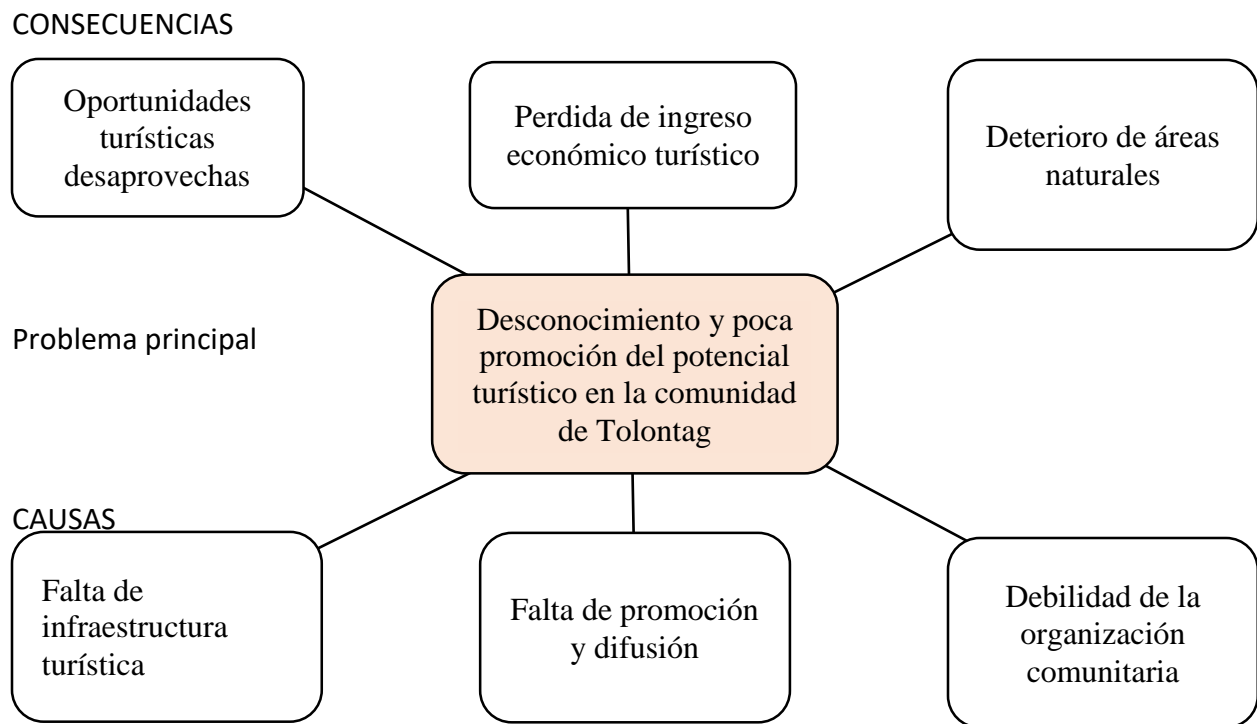 CONSECUENCIAS
Oportunidades
turísticas
desaprovechas
Perdida de ingreso
económico turístico
Deterioro de áreas
naturales
Problema principal
Desconocimiento y poca
promoción del potencial
turístico en la comunidad
de Tolontag
CAUSAS
Falta de
infraestructura
turística
Falta de promoción
y difusión
Debilidad de la
organización
comunitaria